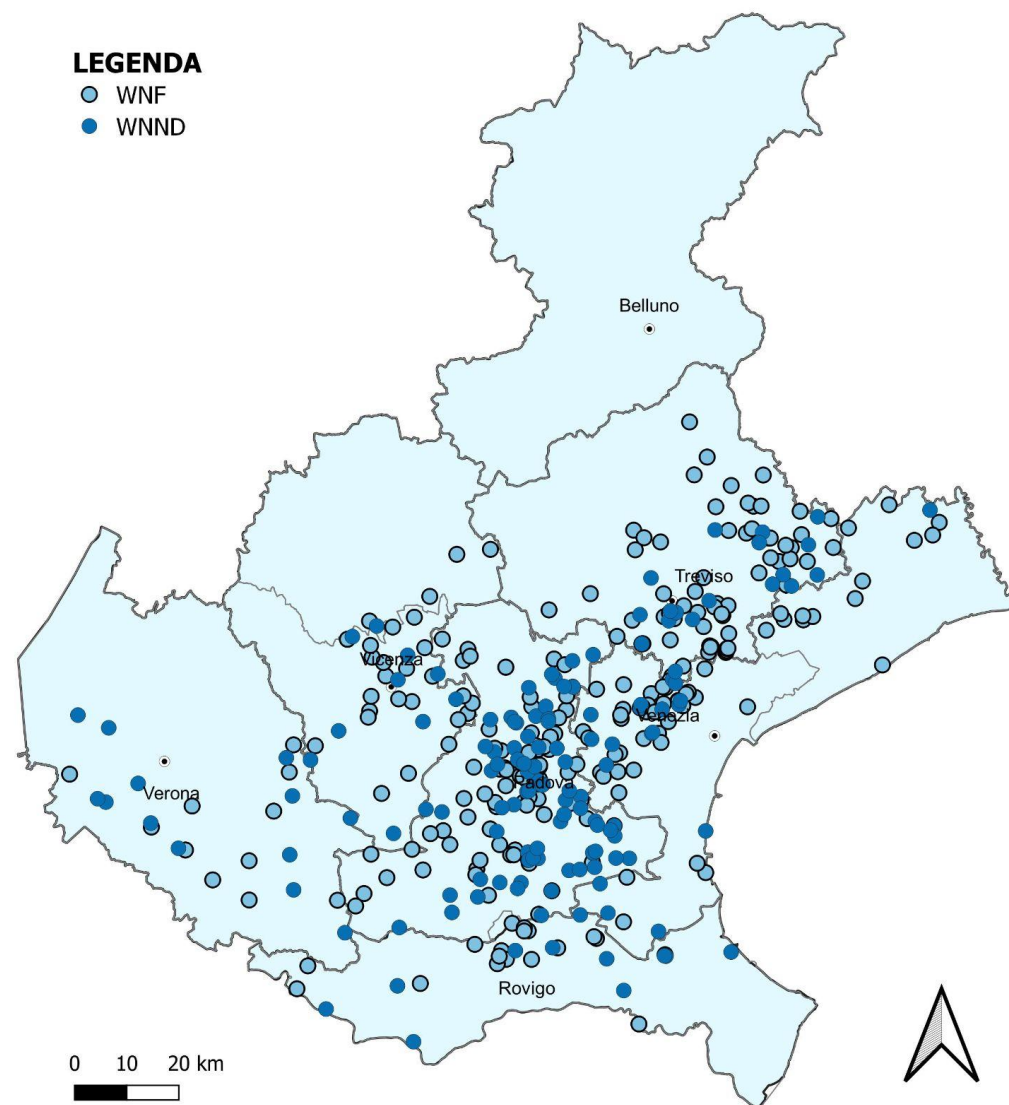 LEGENDA
WNF
WNND
Belluno
Treviso
Vicenza
Venezia
Padova
Verona
Rovigo
0 10 20 km